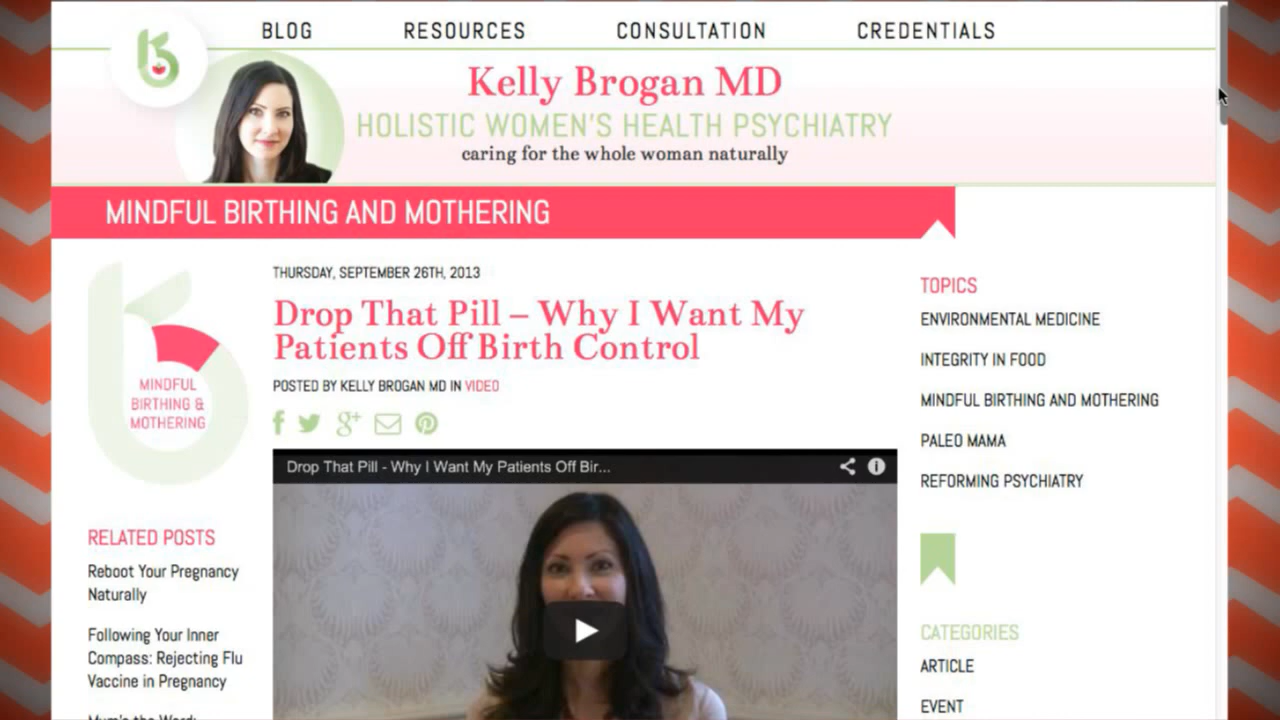 BLOG RESOURCES CONSULTATION CREDENTIALS
Kelly Brogan MD
HOLISTIC WOMEN'S HEALTH PSYCHIATRY
caring for the whole woman naturally
MINDFUL BIRTHING AND MOTHERING
MINDFUL
BIRTHING &
MOTHERING
RELATED POSTS
Reboot Your Pregnancy
Naturally
Following Your Inner
Compass: Rejecting Flu
Vaccine in Pregnancy
Mum's the Word:
THURSDAY, SEPTEMBER 26TH, 2013
Drop That Pill – Why I Want My
Patients Off Birth Control
POSTED BY KELLY BROGAN MD IN VIDEO
Drop That Pill - Why I Want My Patients Off Bir...
TOPICS
ENVIRONMENTAL MEDICINE
INTEGRITY IN FOOD
MINDFUL BIRTHING AND MOTHERING
PALEO MAMA
REFORMING PSYCHIATRY
CATEGORIES
ARTICLE
EVENT